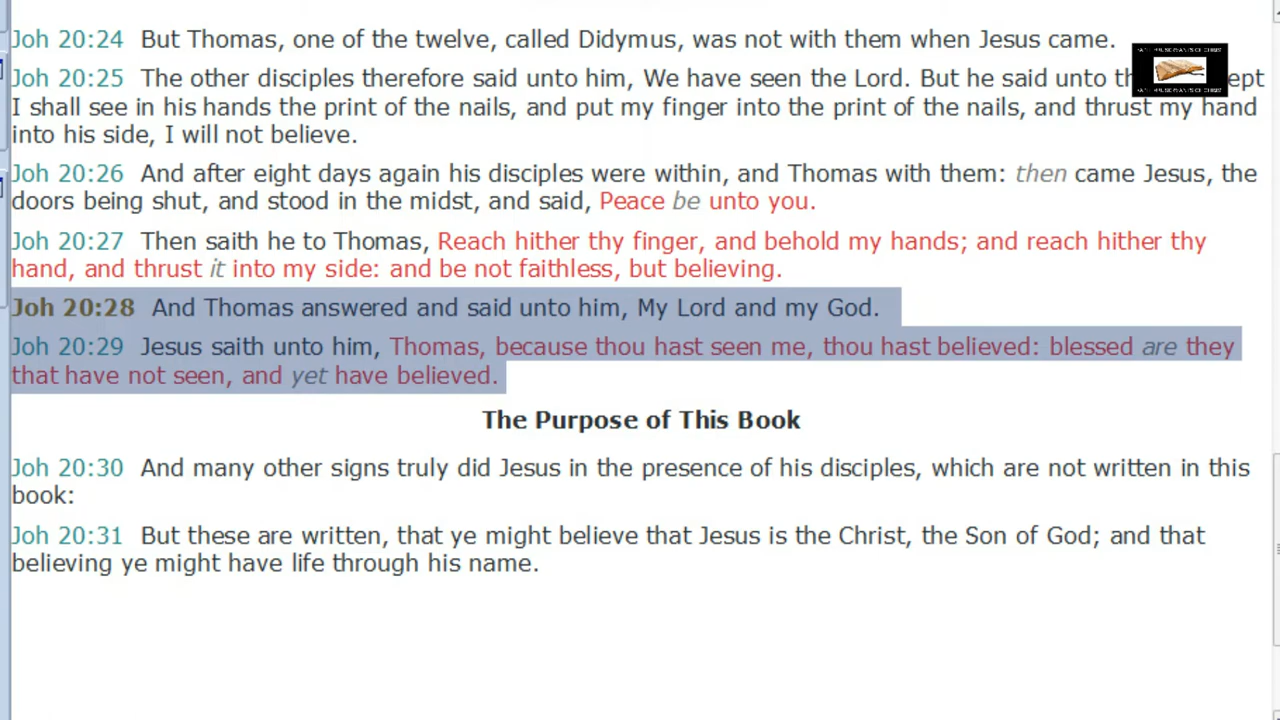 Joh 20:24 But Thomas, one of the twelve, called Didymus, was not with them when Jesus came.
Joh 20:25 The other disciples therefore said unto him, We have seen the Lord. But he said unto
I shall see in his hands the print of the nails, and put my finger into the print of the nails, and thrust my hand
into his side, I will not believe.
Joh 20:26 And after eight days again his disciples were within, and Thomas with them: then came Jesus, the
doors being shut, and stood in the midst, and said, Peace be unto you.
Joh 20:27 Then saith he to Thomas, Reach hither thy finger, and behold my hands; and reach hither thy
hand, and thrust it into my side: and be not faithless, but believing.
Joh 20:28 And Thomas answered and said unto him, My Lord and my God.
Joh 20:29 Jesus saith unto him, Thomas, because thou hast seen me, thou hast believed: blessed are they
that have not seen, and yet have believed.
The Purpose of This Book
Joh 20:30 And many other signs truly did Jesus in the presence of his disciples, which are not written in this
book:
Joh 20:31 But these are written, that ye might believe that Jesus is the Christ, the Son of God; and that
believing ye might have life through his name.